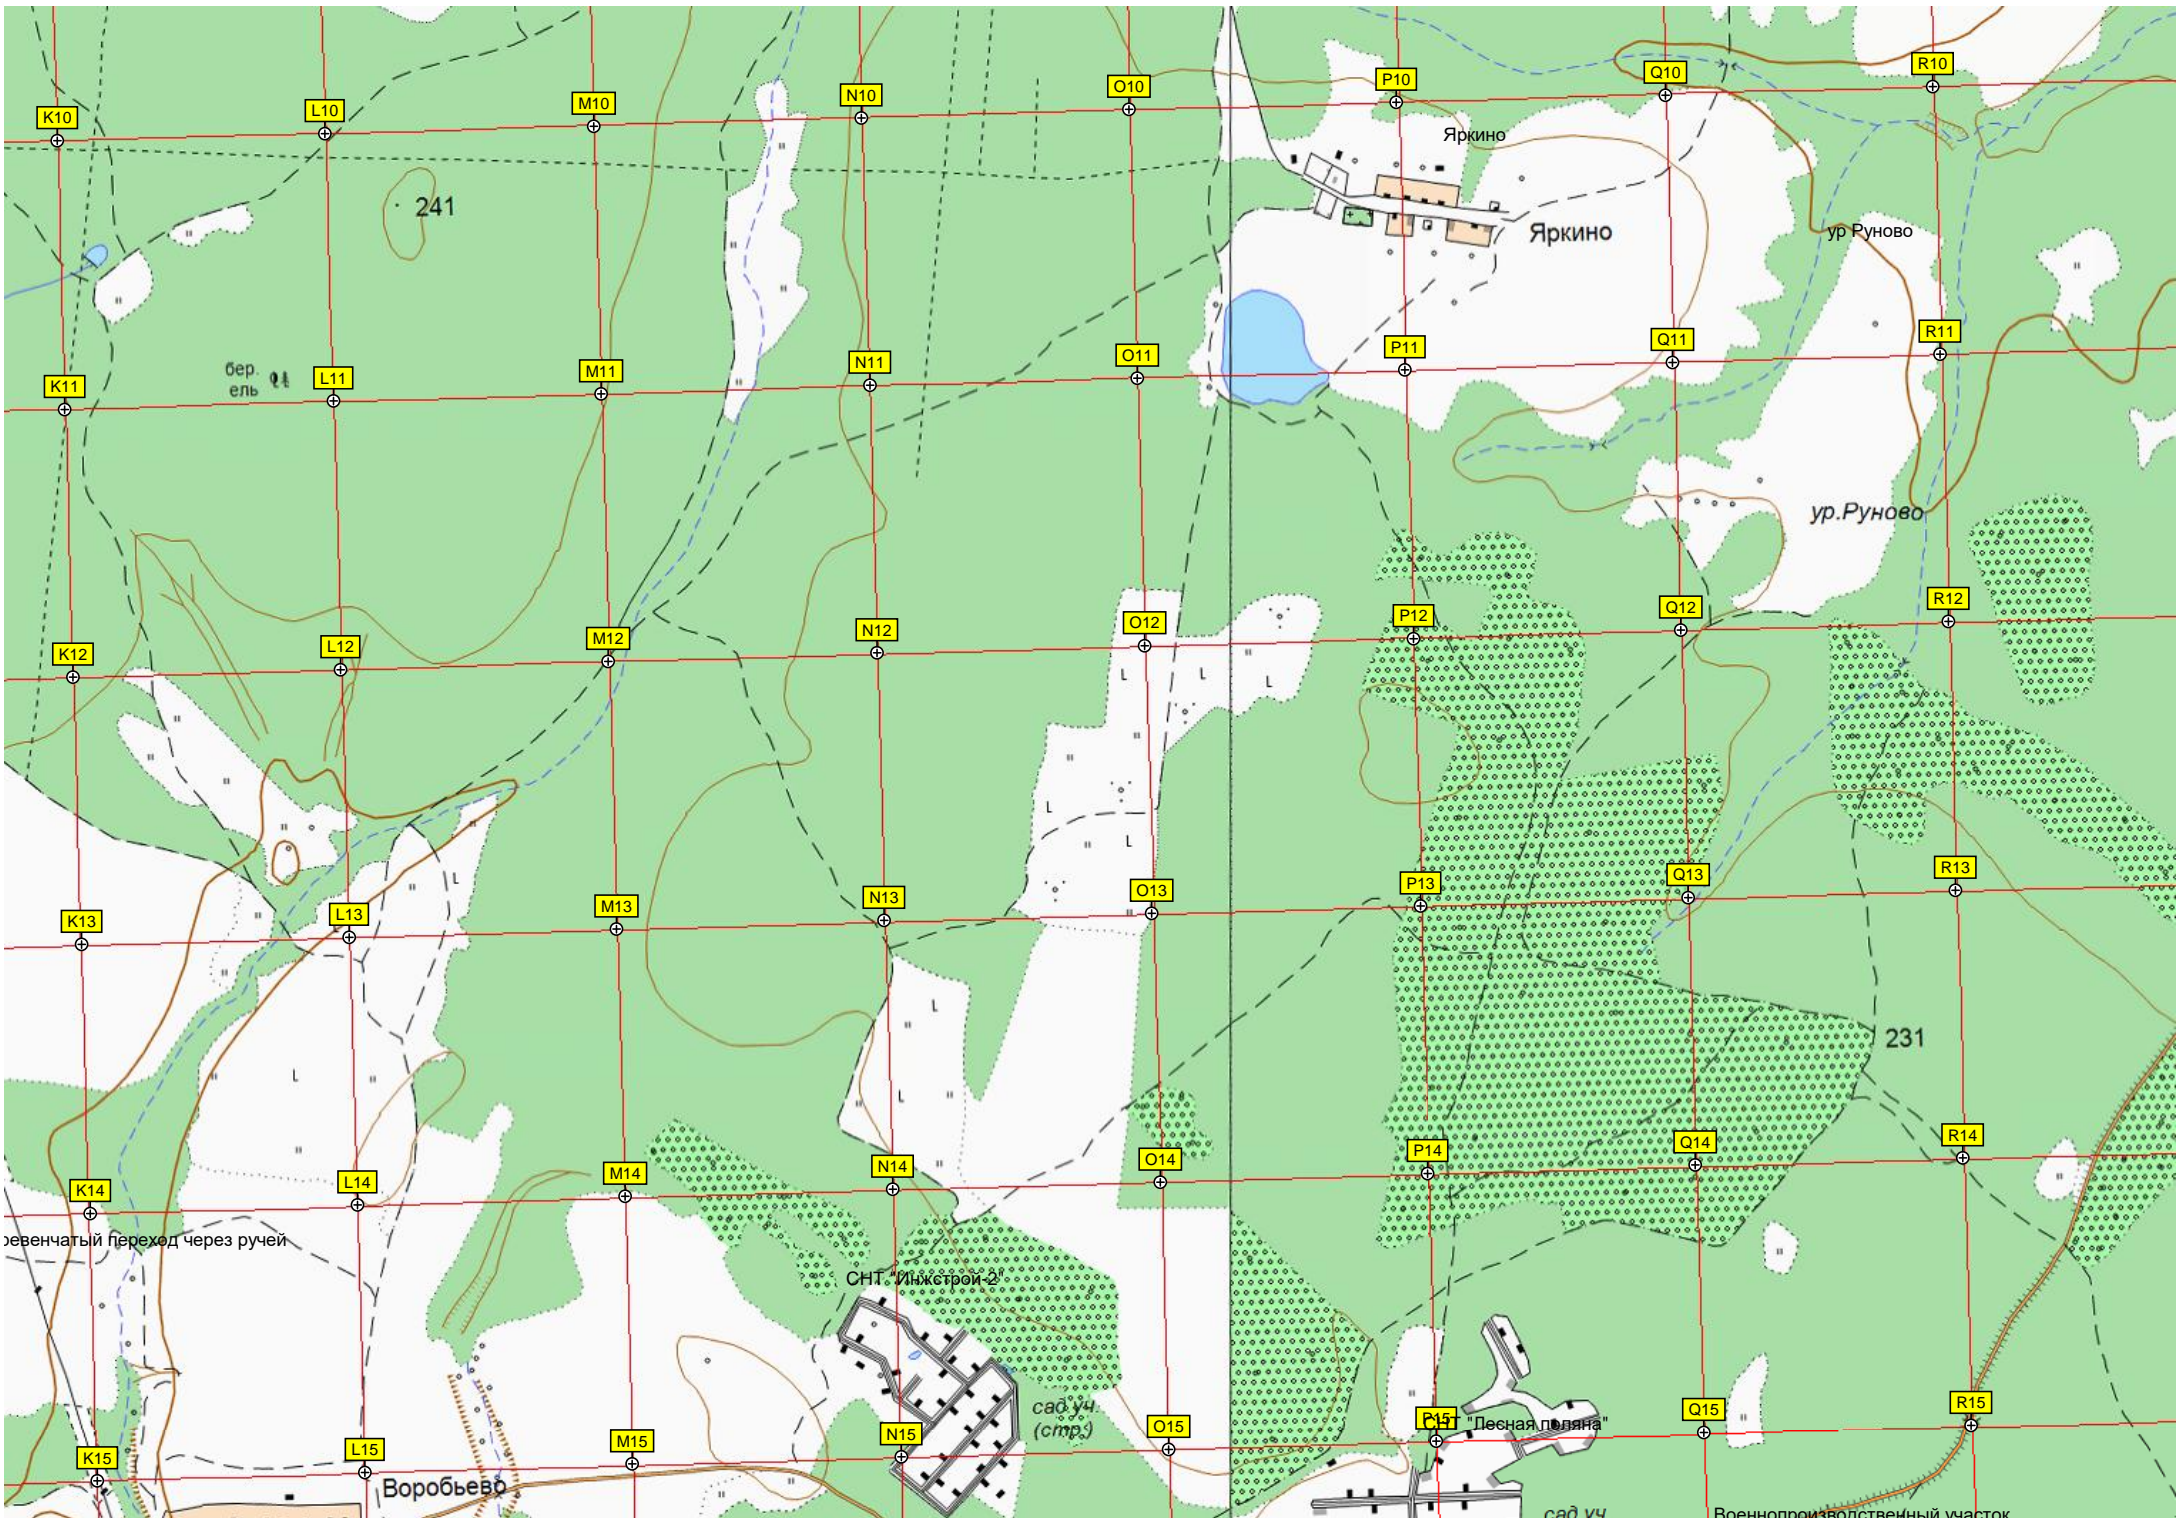 K10
L10
M10
N10
O10
P10
Q10
R10
Яркино
241
Яркино
ур Руново
бер.
ель
K11
L11
M11
N11
O11
P11
Q11
R11
ур.Руново
K12
L12
M12
N12
O12
P12
Q12
R12
L
L
L
L
L
L
K13
L13
M13
N13
O13
P13
Q13
R13
L
231
L
L
K14
L14
M14
N14
O14
P14
Q14
R14
ревенчатый переход через ручей
СНТ "Инжстрой-2"
сад.уч
(стр.)
K15
L15
M15
N15
O15
P15
СНТ "Лесная поляна"
Q15
R15
Воробьево
сад.уч
Военнопроизводственный участок